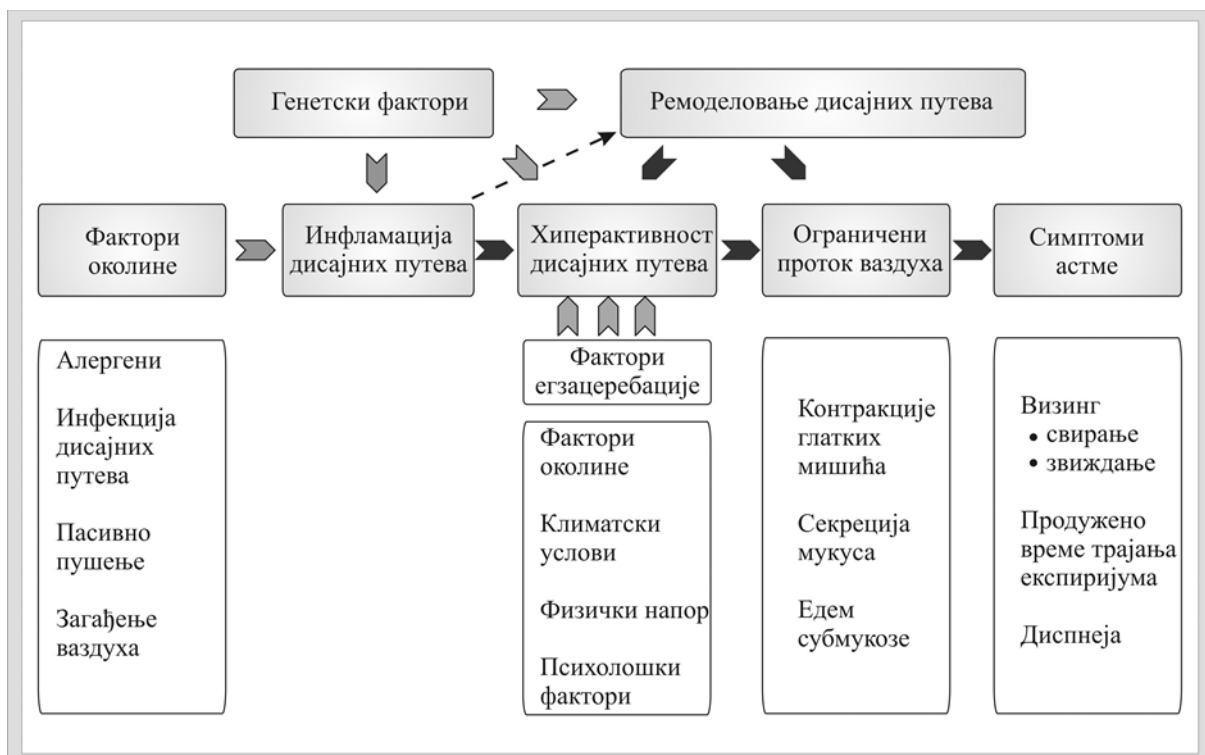 Генетски фактори
Ремоделовање дисајних путева
Фактори
околине
Инфламација
дисајних путева
Хиперактивност
дисајних путева
Ограничени
проток ваздуха
Симптоми
астме
Алергени
Инфекција
дисајних
путева
Пасивно
пушење
Загађење
ваздуха
Фактори
егзацеребације
Фактори
околине
Климатски
услови
Физички напор
Психолошки
фактори
Контракције
глатких
мишића
Секреција
мукуса
Едем
субмукозе
Визинг
• свирање
• звиждање
Продужено
време трајања
експиријума
Диспнеја